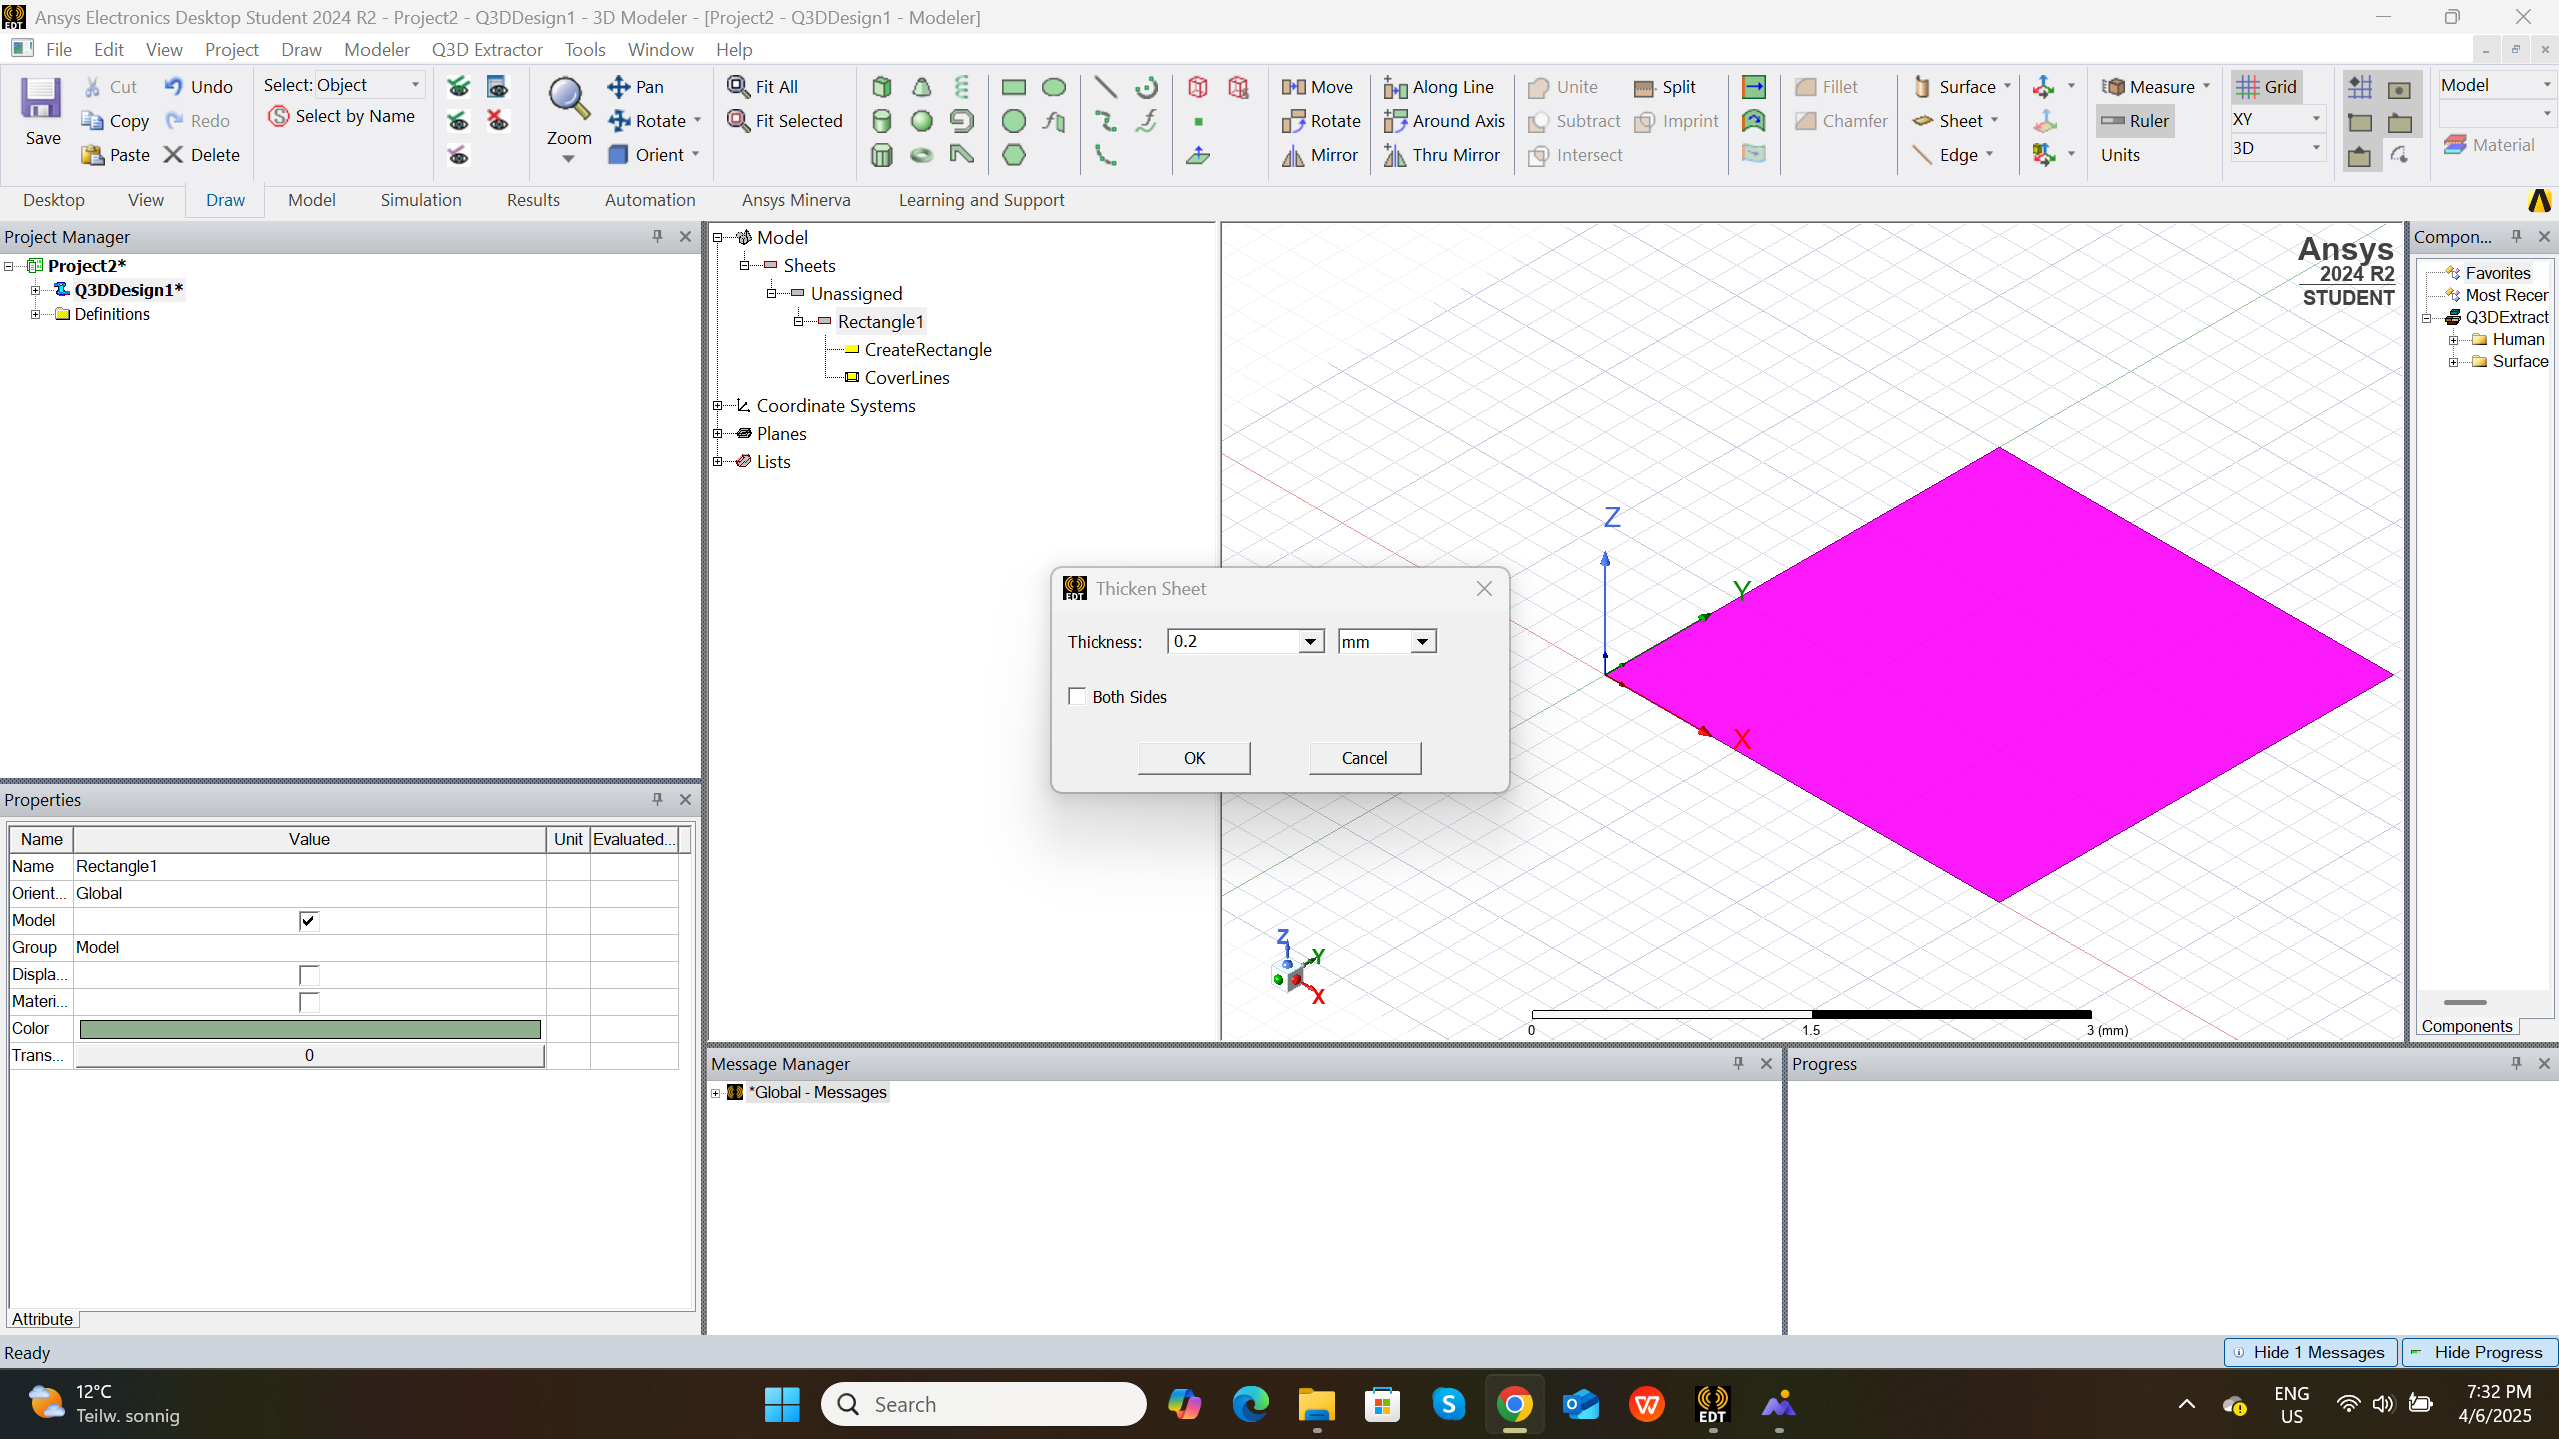 Ansys Electronics Desktop Student 2024 R2 - Project2 - Q3DDesign1 - 3D Modeler - [Project2 - Q3DDesign1 - Modeler]
File Edit View Project Draw Modeler Q3D Extractor Tools Window Help
Save
Cut Copy Paste
Undo Redo Delete
Select: Object
Select by Name
Zoom
Pan Rotate Orient
Fit All Fit Selected
Move Rotate Mirror
Along Line Around Axis Thru Mirror
Unite Subtract Intersect
Split Imprint
Fillet Chamfer
Surface Sheet Edge
Measure Ruler Units
Grid XY 3D
Model
Material
Desktop View Draw Model Simulation Results Automation Ansys Minerva Learning and Support
Project Manager
Project2*
Q3DDesign1*
Definitions
Model
Sheets
Unassigned
Rectangle1
CreateRectangle
CoverLines
Coordinate Systems
Planes
Lists
Ansys
2024 R2
STUDENT
Z
Y
X
Z
Y
X
0 1.5 3 (mm)
Compon...
Favorites
Most Recer
Q3DExtract
Human
Surface
Components
EDT Thicken Sheet
Thickness: 0.2 mm
Both Sides
OK Cancel
Properties
Name Value Unit Evaluated...
Name Rectangle1
Orient... Global
Model
Group Model
Displa...
Materi...
Color
Trans... 0
Attribute
Message Manager
*Global - Messages
Progress
Ready
Hide 1 Messages Hide Progress
12°C
Teilw. sonnig
Search
EDT
ENG
US
7:32 PM
4/6/2025